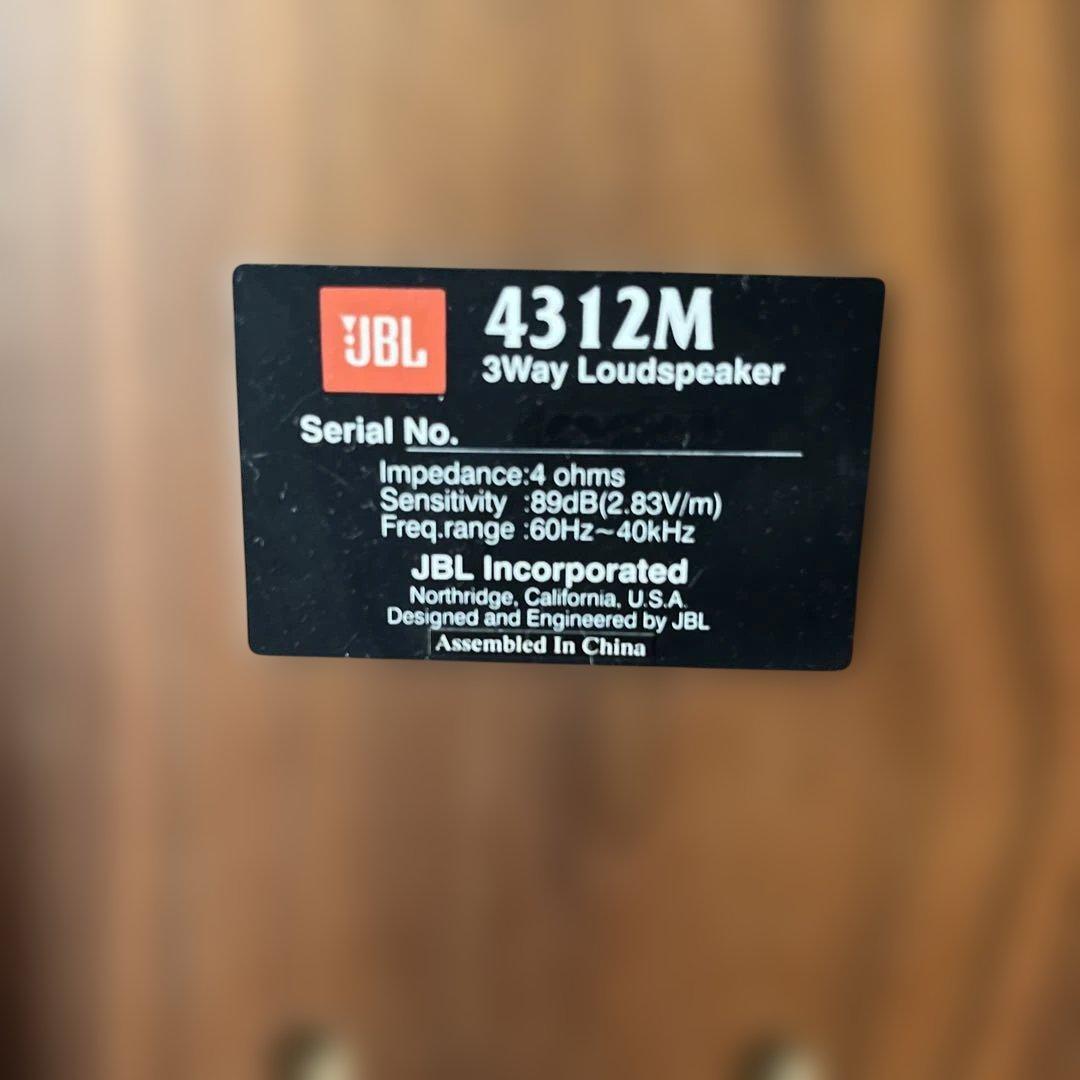 JBL
4312M
3Way Loudspeaker
Serial No.
Impedance:4 ohms
Sensitivity :89dB(2.83V/m)
Freq.range :60Hz~40kHz
JBL Incorporated
Northridge, California, U.S.A.
Designed and Engineered by JBL
Assembled In China